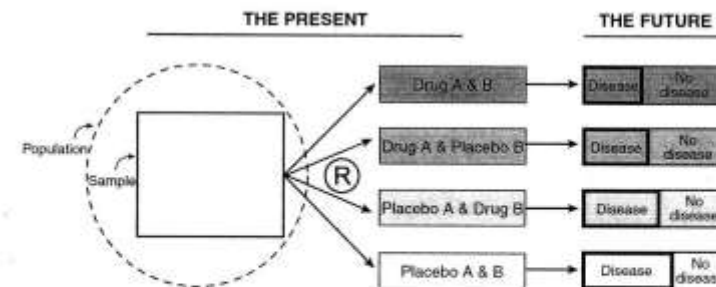 THE PRESENT
THE FUTURE
Drug A & B
Disease
No
disease
Population
Sample
R
Drug A & Placebo B
Disease
No
disease
Placebo A & Drug B
Disease
No
disease
Placebo A & B
Disease
No
disease